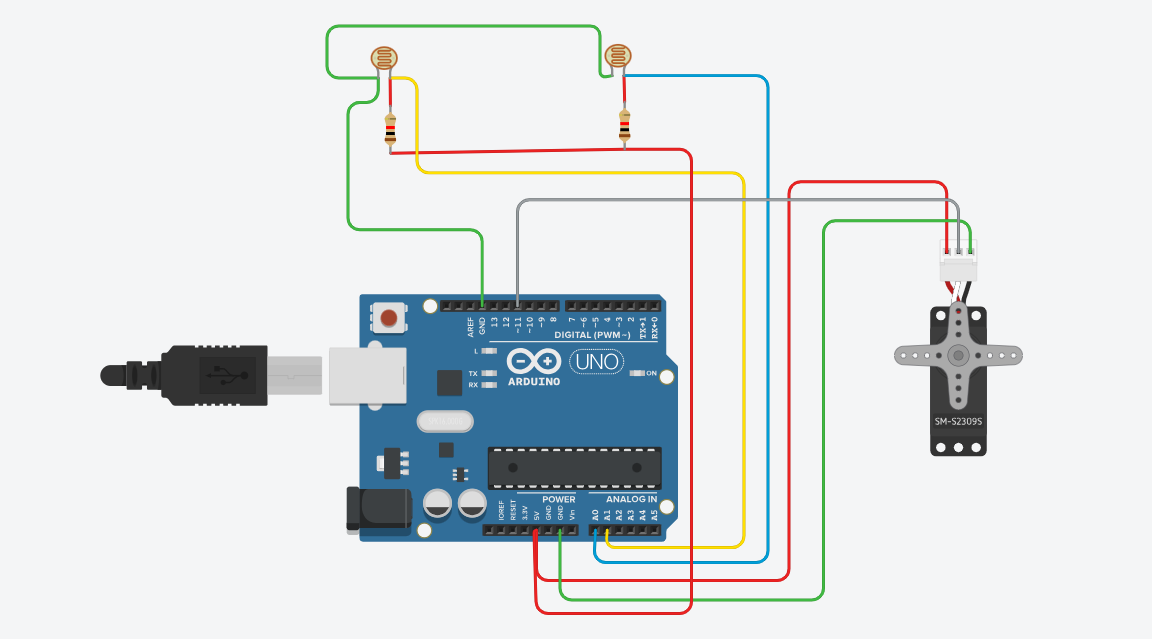 AREF
GND
13
12
~11
~10
~9
8
7
~6
~5
4
~3
2
TX→1
RX←0
DIGITAL (PWM~)
L
TX
RX
ARDUINO
UNO
ON
SM-S2309S
POWER
ANALOG IN
IOREF
RESET
3.3V
5V
GND
GND
Vin
A0
A1
A2
A3
A4
A5